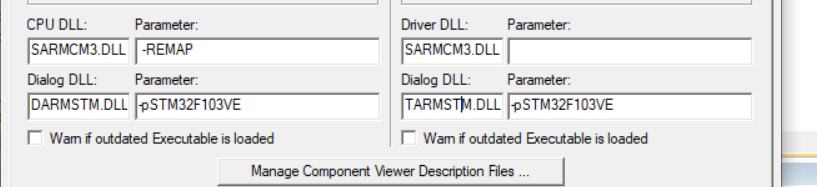 CPU DLL: Parameter: Driver DLL: Parameter:
SARMCM3.DLL -REMAP SARMCM3.DLL
Dialog DLL: Parameter: Dialog DLL: Parameter:
DARMSTM.DLL -pSTM32F103VE TARMSTM.DLL -pSTM32F103VE
Warn if outdated Executable is loaded Warn if outdated Executable is loaded
Manage Component Viewer Description Files ...